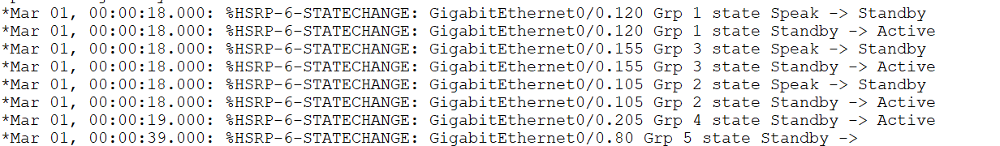 *Mar 01, 00:00:18.000: %HSRP-6-STATECHANGE: GigabitEthernet0/0.120 Grp 1 state Speak -> Standby
*Mar 01, 00:00:18.000: %HSRP-6-STATECHANGE: GigabitEthernet0/0.120 Grp 1 state Standby -> Active
*Mar 01, 00:00:18.000: %HSRP-6-STATECHANGE: GigabitEthernet0/0.155 Grp 3 state Speak -> Standby
*Mar 01, 00:00:18.000: %HSRP-6-STATECHANGE: GigabitEthernet0/0.155 Grp 3 state Standby -> Active
*Mar 01, 00:00:18.000: %HSRP-6-STATECHANGE: GigabitEthernet0/0.105 Grp 2 state Speak -> Standby
*Mar 01, 00:00:18.000: %HSRP-6-STATECHANGE: GigabitEthernet0/0.105 Grp 2 state Standby -> Active
*Mar 01, 00:00:19.000: %HSRP-6-STATECHANGE: GigabitEthernet0/0.205 Grp 4 state Standby -> Active
*Mar 01, 00:00:39.000: %HSRP-6-STATECHANGE: GigabitEthernet0/0.80 Grp 5 state Standby ->